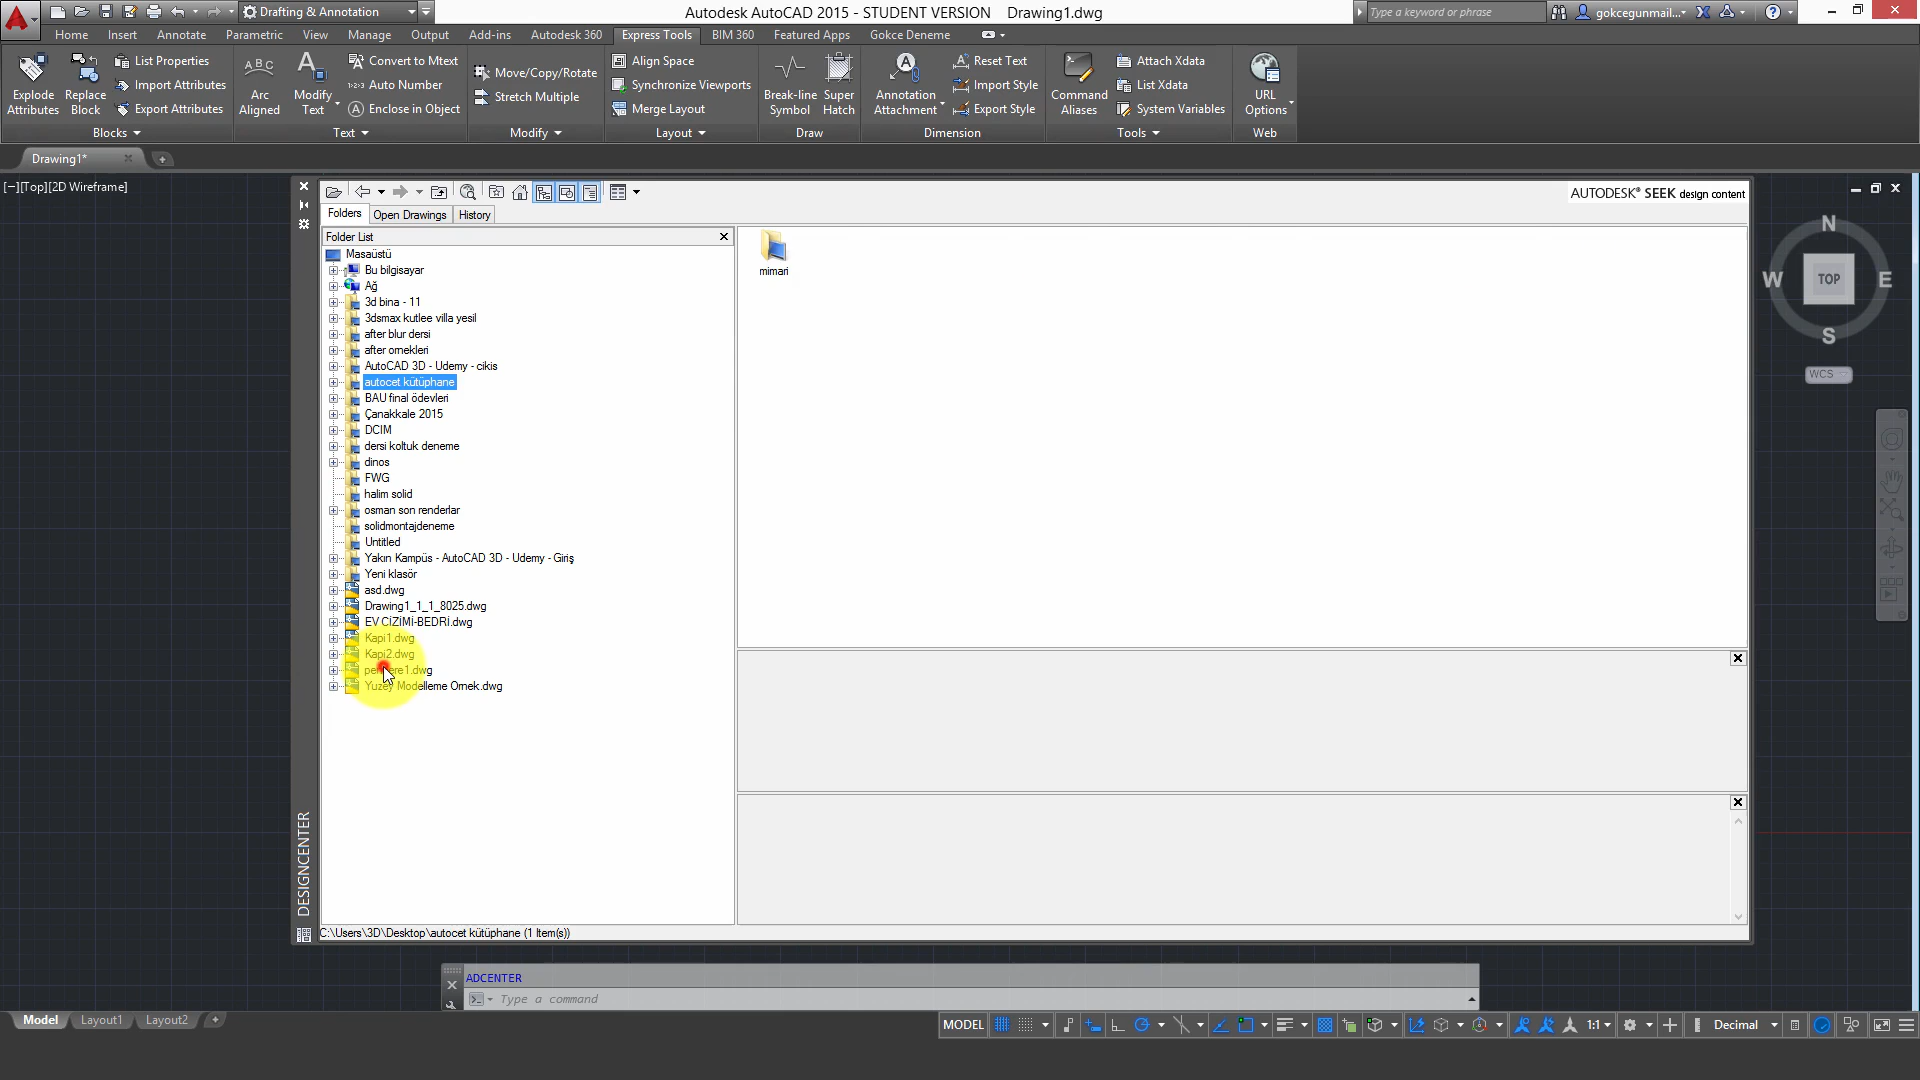 Drafting & Annotation
Autodesk AutoCAD 2015 - STUDENT VERSION Drawing1.dwg
Type a keyword or phrase
gokcegunmail...
Home Insert Annotate Parametric View Manage Output Add-ins Autodesk 360 Express Tools BIM 360 Featured Apps Gokce Deneme
Explode Attributes
Replace Block
List Properties
Import Attributes
Export Attributes
Blocks
ABC
Arc Aligned
A
Modify Text
Convert to Mtext
1-2-3 Auto Number
Enclose in Object
Text
Move/Copy/Rotate
Stretch Multiple
Modify
Align Space
Synchronize Viewports
Merge Layout
Layout
Break-line Symbol
Super Hatch
Draw
Annotation Attachment
Reset Text
Import Style
Export Style
Dimension
Command Aliases
Attach Xdata
List Xdata
System Variables
Tools
URL Options
Web
Drawing1*
[−][Top][2D Wireframe]
AUTODESK® SEEK design content
Folders Open Drawings History
Folder List
Masaüstü
Bu bilgisayar
Ağ
3d bina - 11
3dsmax kutlee villa yesil
after blur dersi
after ornekleri
AutoCAD 3D - Udemy - cikis
autocet kütüphane
BAU final ödevleri
Çanakkale 2015
DCIM
dersi koltuk deneme
dinos
FWG
halim solid
osman son renderlar
solidmontajdeneme
Untitled
Yakın Kampüs - AutoCAD 3D - Udemy - Giriş
Yeni klasör
asd.dwg
Drawing1_1_1_8025.dwg
EV CİZİMİ-BEDRİ.dwg
Kapi1.dwg
Kapi2.dwg
Yuzey Modelleme Ornek.dwg
mimari
N
W TOP E
S
WCS
DESIGNCENTER
C:\Users\3D\Desktop\autocet kütüphane (1 Item(s))
ADCENTER
Type a command
Model Layout1 Layout2
MODEL
1:1
Decimal